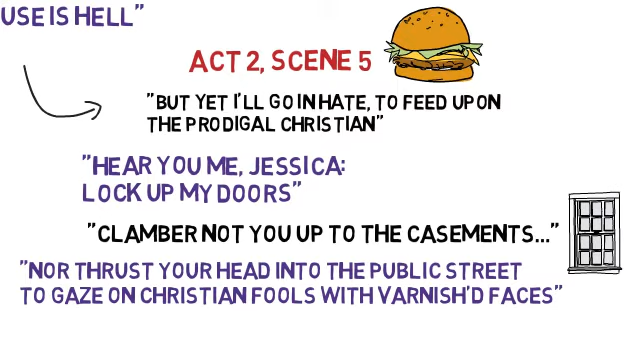 USE IS HELL"
ACT 2, SCENE 5
"BUT YET I'LL GO IN HATE, TO FEED UPON
THE PRODIGAL CHRISTIAN"
"HEAR YOU ME, JESSICA:
LOCK UP MY DOORS"
"CLAMBER NOT YOU UP TO THE CASEMENTS..."
"NOR THRUST YOUR HEAD INTO THE PUBLIC STREET
TO GAZE ON CHRISTIAN FOOLS WITH VARNISH'D FACES"